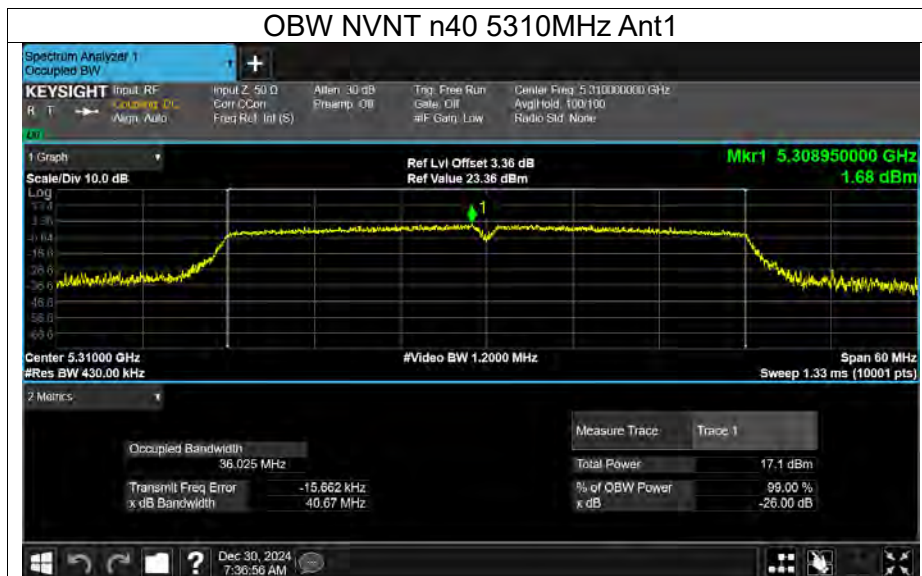 OBW NVNT n40 5310MHz Ant1
Spectrum Analyzer 1
Occupied BW
1
+
KEYSIGHT
R T
Input: RF
Coupling: DC
Align: Auto
Input Z: 50 Ω
Corr CCorr
Freq Ref: Int (S)
Atten: 30 dB
Preamp: Off
Trig: Free Run
Gate: Off
#IF Gain: Low
Center Freq: 5.310000000 GHz
Avg|Hold: 100/100
Radio Std: None
1 Graph
Scale/Div 10.0 dB
Ref Lvl Offset 3.36 dB
Ref Value 23.36 dBm
Mkr1 5.308950000 GHz
1.68 dBm
Log
1
Center 5.31000 GHz
#Res BW 430.00 kHz
#Video BW 1.2000 MHz
Span 60 MHz
Sweep 1.33 ms (10001 pts)
2 Metrics
Measure Trace Trace 1
Occupied Bandwidth
36.025 MHz
Total Power 17.1 dBm
Transmit Freq Error -15.662 kHz
% of OBW Power 99.00 %
x dB Bandwidth 40.67 MHz
x dB -26.00 dB
?
Dec 30, 2024
7:36:56 AM